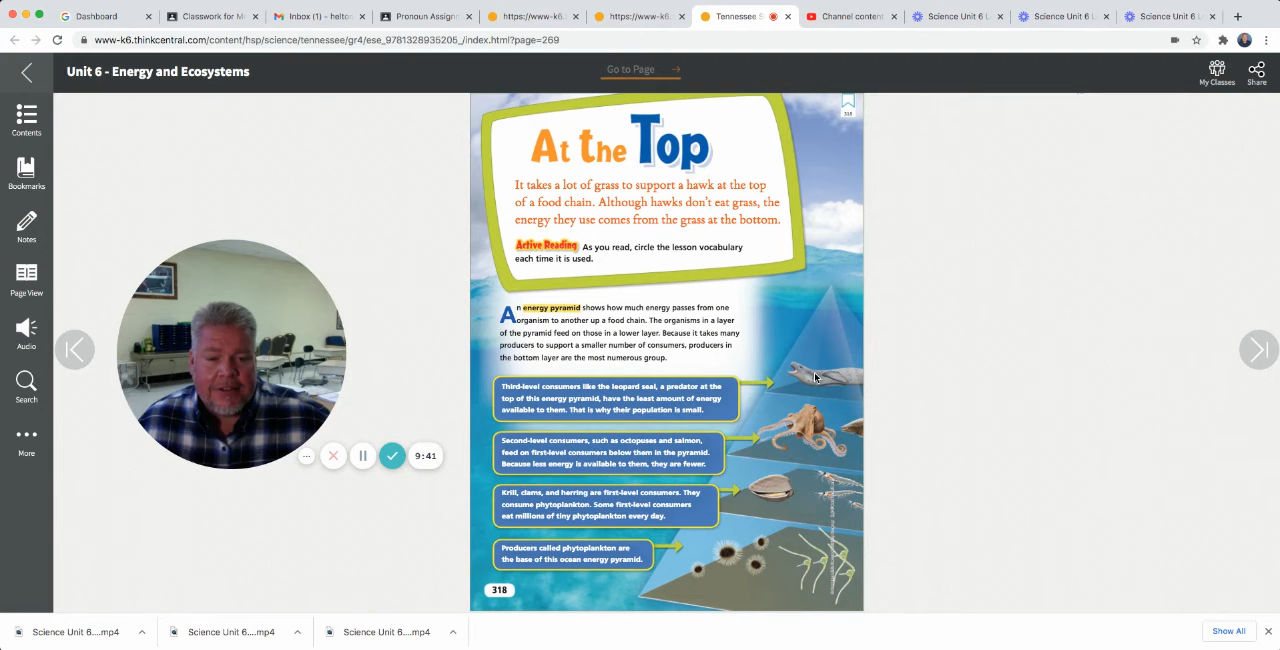 Dashboard
Classwork for M
Inbox (1) - helton
Pronoun Assign
https://www-k6.
https://www-k6
Tennessee S
Channel content
Science Unit 6 L
Science Unit 6 L
Science Unit 6 L
www-k6.thinkcentral.com/content/hsp/science/tennessee/gr4/ese_9781328935205_/index.html?page=269
Unit 6 - Energy and Ecosystems
Go to Page
My Classes
Share
Contents
Bookmarks
Notes
Page View
Audio
Search
More
318
At the Top
It takes a lot of grass to support a hawk at the top
of a food chain. Although hawks don't eat grass, the
energy they use comes from the grass at the bottom.
Active Reading As you read, circle the lesson vocabulary
each time it is used.
An energy pyramid shows how much energy passes from one
organism to another up a food chain. The organisms in a layer
of the pyramid feed on those in a lower layer. Because it takes many
producers to support a smaller number of consumers, producers in
the bottom layer are the most numerous group.
Third-level consumers like the leopard seal, a predator at the
top of this energy pyramid, have the least amount of energy
available to them. That is why their population is small.
Second-level consumers, such as octopuses and salmon,
feed on first-level consumers below them in the pyramid.
Because less energy is available to them, they are fewer.
Krill, clams, and herring are first-level consumers. They
consume phytoplankton. Some first-level consumers
eat millions of tiny phytoplankton every day.
Producers called phytoplankton are
the base of this ocean energy pyramid.
318
9:41
Science Unit 6....mp4
Science Unit 6....mp4
Science Unit 6....mp4
Show All